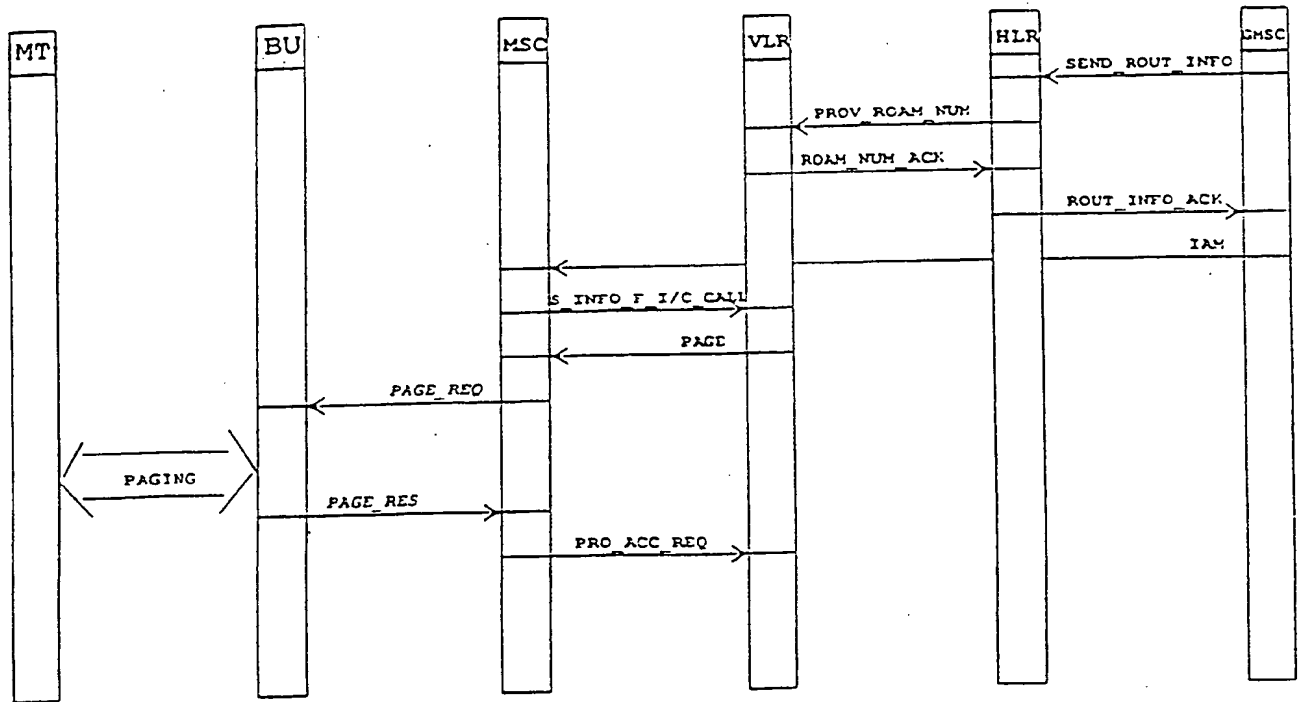 MT
BU
MSC
VLR
HLR
GMSC
SEND_ROUT_INFO
PROV_ROAM_NUM
ROAM_NUM_ACK
ROUT_INFO_ACK
IAM
S_INFO_F_I/C_CALL
PAGE
PAGE_REQ
PAGING
PAGE_RES
PRO_ACC_REQ